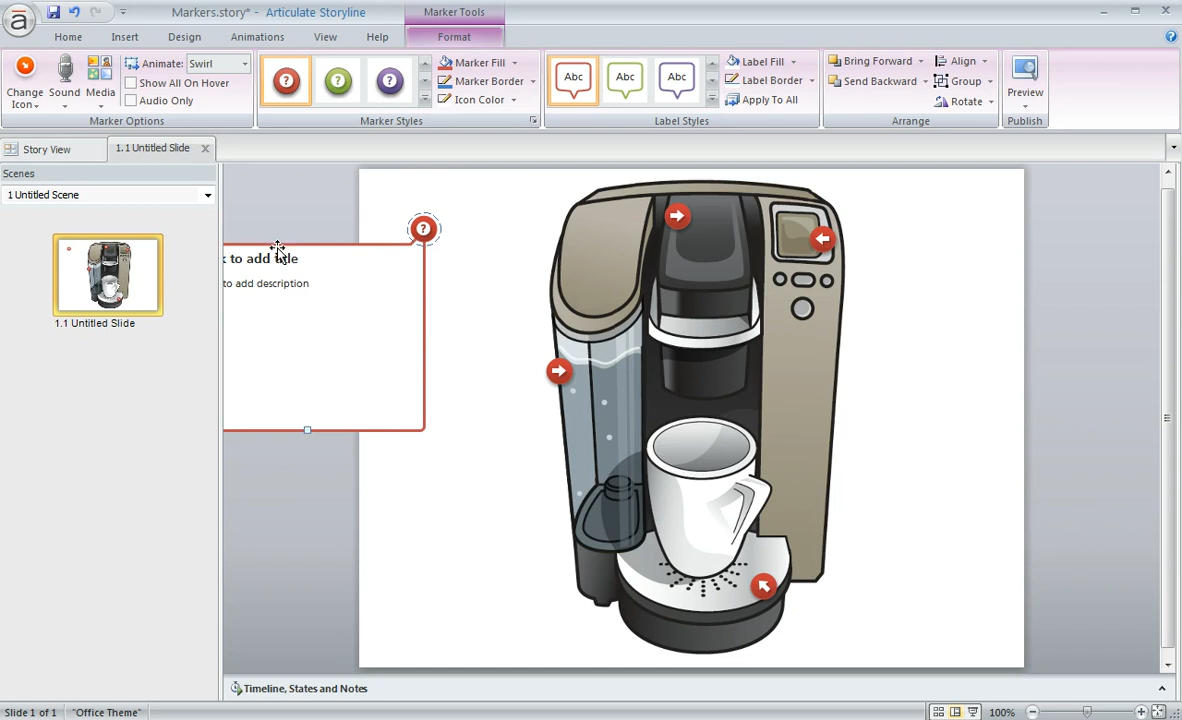 Markers.story* - Articulate Storyline
Marker Tools
Home
Insert
Design
Animations
View
Help
Format
Change Icon
Sound
Media
Animate: Swirl
Show All On Hover
Audio Only
Marker Options
Marker Fill
Marker Border
Icon Color
Marker Styles
Abc
Abc
Abc
Label Fill
Label Border
Apply To All
Label Styles
Bring Forward
Send Backward
Align
Group
Rotate
Arrange
Preview
Publish
Story View
1.1 Untitled Slide
Scenes
1 Untitled Scene
1.1 Untitled Slide
k to add title
to add description
Timeline, States and Notes
Slide 1 of 1
"Office Theme"
100%